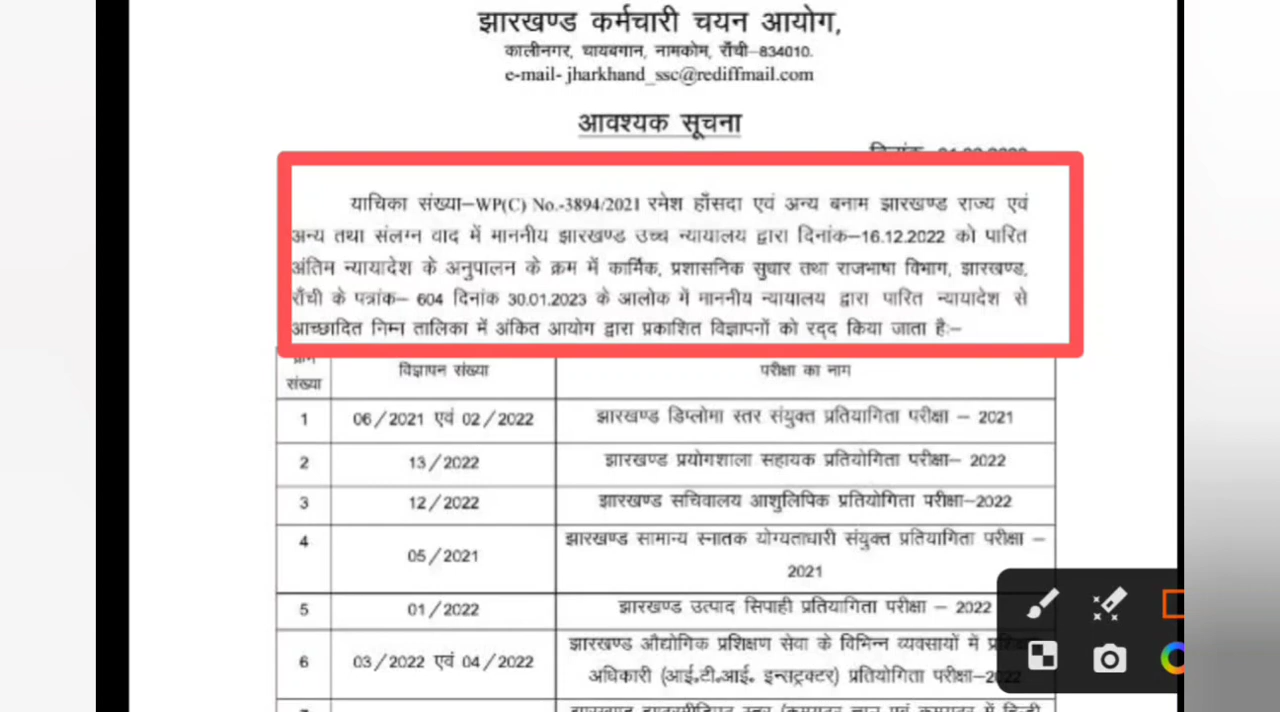 झारखण्ड कर्मचारी चयन आयोग,
कालीनगर, चायबगान, नामकोम, राँची–834010.
e-mail- jharkhand_ssc@rediffmail.com
आवश्यक सूचना
याचिका संख्या–WP(C) No.-3894/2021 रमेश हाँसदा एवं अन्य बनाम झारखण्ड राज्य एवं
अन्य तथा संलग्न वाद में माननीय झारखण्ड उच्च न्यायालय द्वारा दिनांक–16.12.2022 को पारित
अंतिम न्यायादेश के अनुपालन के क्रम में कार्मिक, प्रशासनिक सुधार तथा राजभाषा विभाग, झारखण्ड,
राँची के पत्रांक– 604 दिनांक 30.01.2023 के आलोक में माननीय न्यायालय द्वारा पारित न्यायादेश से
आच्छादित निम्न तालिका में अंकित आयोग द्वारा प्रकाशित विज्ञापनों को रद्द किया जाता है:–
संख्या विज्ञापन संख्या परीक्षा का नाम
1 06/2021 एवं 02/2022 झारखण्ड डिप्लोमा स्तर संयुक्त प्रतियागिता परीक्षा – 2021
2 13/2022 झारखण्ड प्रयोगशाला सहायक प्रतियोगिता परीक्षा– 2022
3 12/2022 झारखण्ड सचिवालय आशुलिपिक प्रतियोगिता परीक्षा–2022
4 05/2021 झारखण्ड सामान्य स्नातक योग्यताधारी संयुक्त प्रतियागिता परीक्षा –
2021
5 01/2022 झारखण्ड उत्पाद सिपाही प्रतियागिता परीक्षा – 2022
6 03/2022 एवं 04/2022 झारखण्ड औद्योगिक प्रशिक्षण सेवा के विभिन्न व्यवसायों में
अधिकारी (आई.टी.आई. इन्सट्रक्टर) प्रतियोगिता परीक्षा–2022